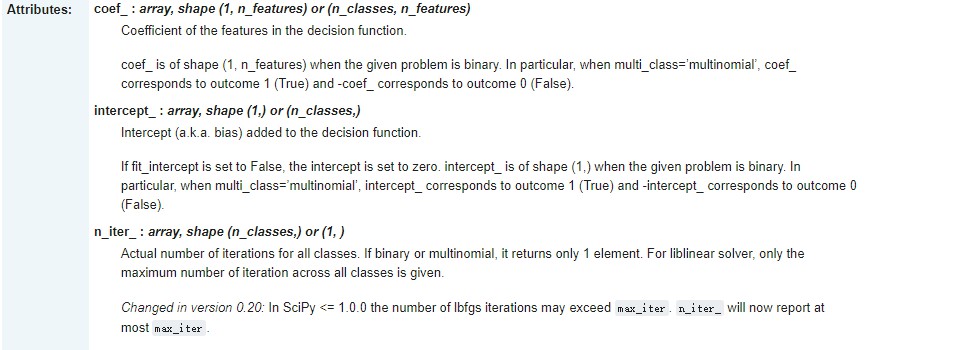 Attributes: coef_ : array, shape (1, n_features) or (n_classes, n_features)
Coefficient of the features in the decision function.
coef_ is of shape (1, n_features) when the given problem is binary. In particular, when multi_class='multinomial', coef_
corresponds to outcome 1 (True) and -coef_ corresponds to outcome 0 (False).
intercept_ : array, shape (1,) or (n_classes,)
Intercept (a.k.a. bias) added to the decision function.
If fit_intercept is set to False, the intercept is set to zero. intercept_ is of shape (1,) when the given problem is binary. In
particular, when multi_class='multinomial', intercept_ corresponds to outcome 1 (True) and -intercept_ corresponds to outcome 0
(False).
n_iter_ : array, shape (n_classes,) or (1, )
Actual number of iterations for all classes. If binary or multinomial, it returns only 1 element. For liblinear solver, only the
maximum number of iteration across all classes is given.
Changed in version 0.20: In SciPy <= 1.0.0 the number of lbfgs iterations may exceed max_iter. n_iter_ will now report at
most max_iter.